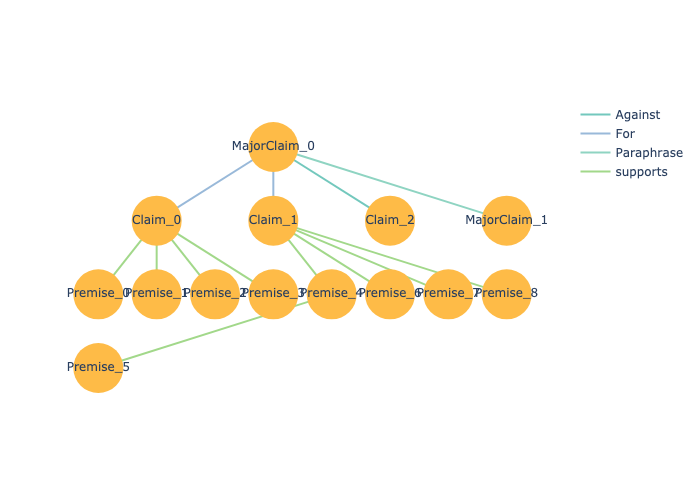 Against
For
Paraphrase
supports
MajorClaim_0
Claim_0
Claim_1
Claim_2
MajorClaim_1
Premise_0
Premise_1
Premise_2
Premise_3
Premise_4
Premise_6
Premise_7
Premise_8
Premise_5